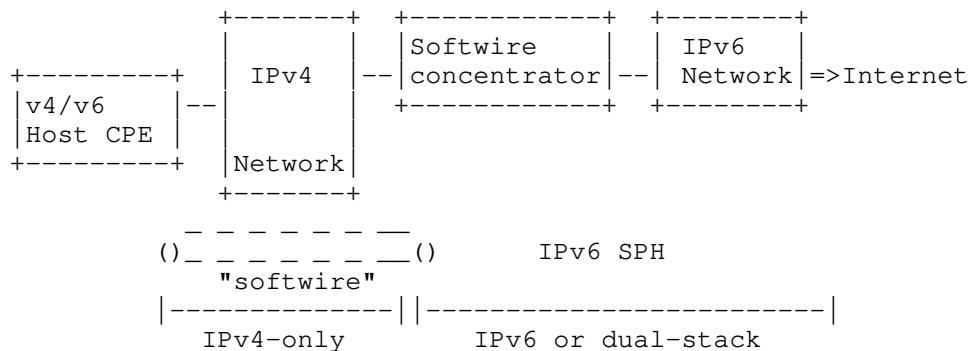 Softwire IPv6
IPv4 concentrator Network =>Internet
v4/v6
Host CPE
Network
() () IPv6 SPH
"softwire"
IPv4-only IPv6 or dual-stack